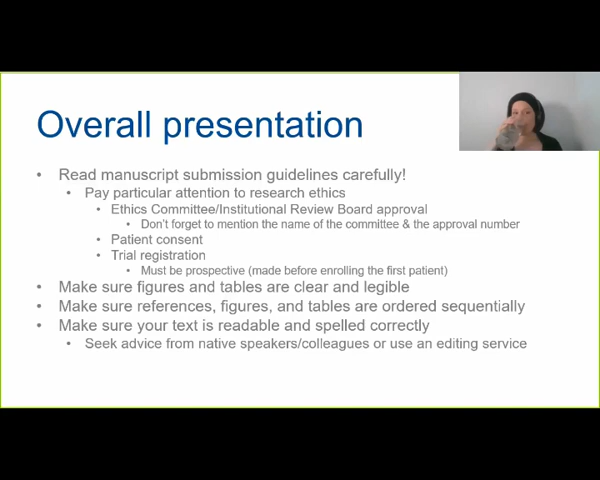 Overall presentation
• Read manuscript submission guidelines carefully!
• Pay particular attention to research ethics
• Ethics Committee/Institutional Review Board approval
• Don't forget to mention the name of the committee & the approval number
• Patient consent
• Trial registration
• Must be prospective (made before enrolling the first patient)
• Make sure figures and tables are clear and legible
• Make sure references, figures, and tables are ordered sequentially
• Make sure your text is readable and spelled correctly
• Seek advice from native speakers/colleagues or use an editing service